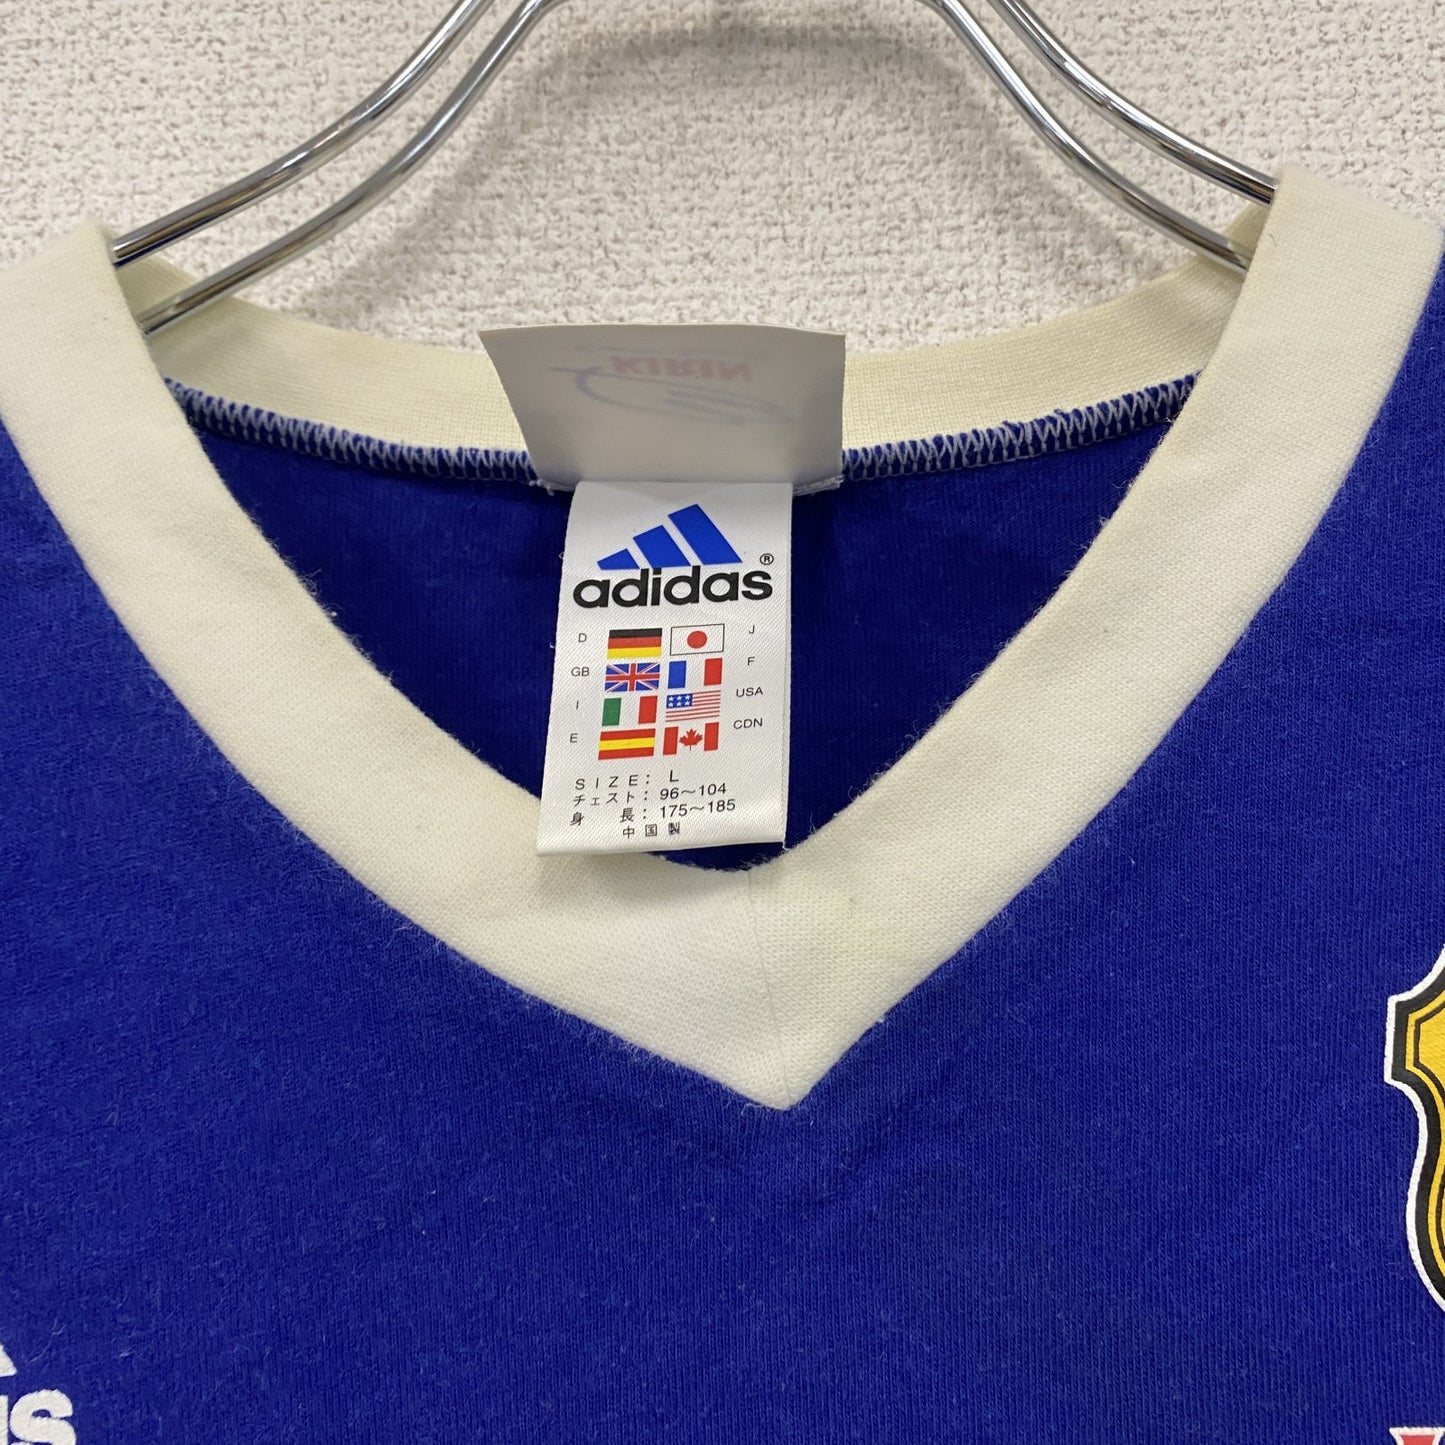 KIRIN
adidas®
D J
GB F
I USA
E CDN
SIZE: L
チェスト: 96～104
身 長: 175～185
中国製